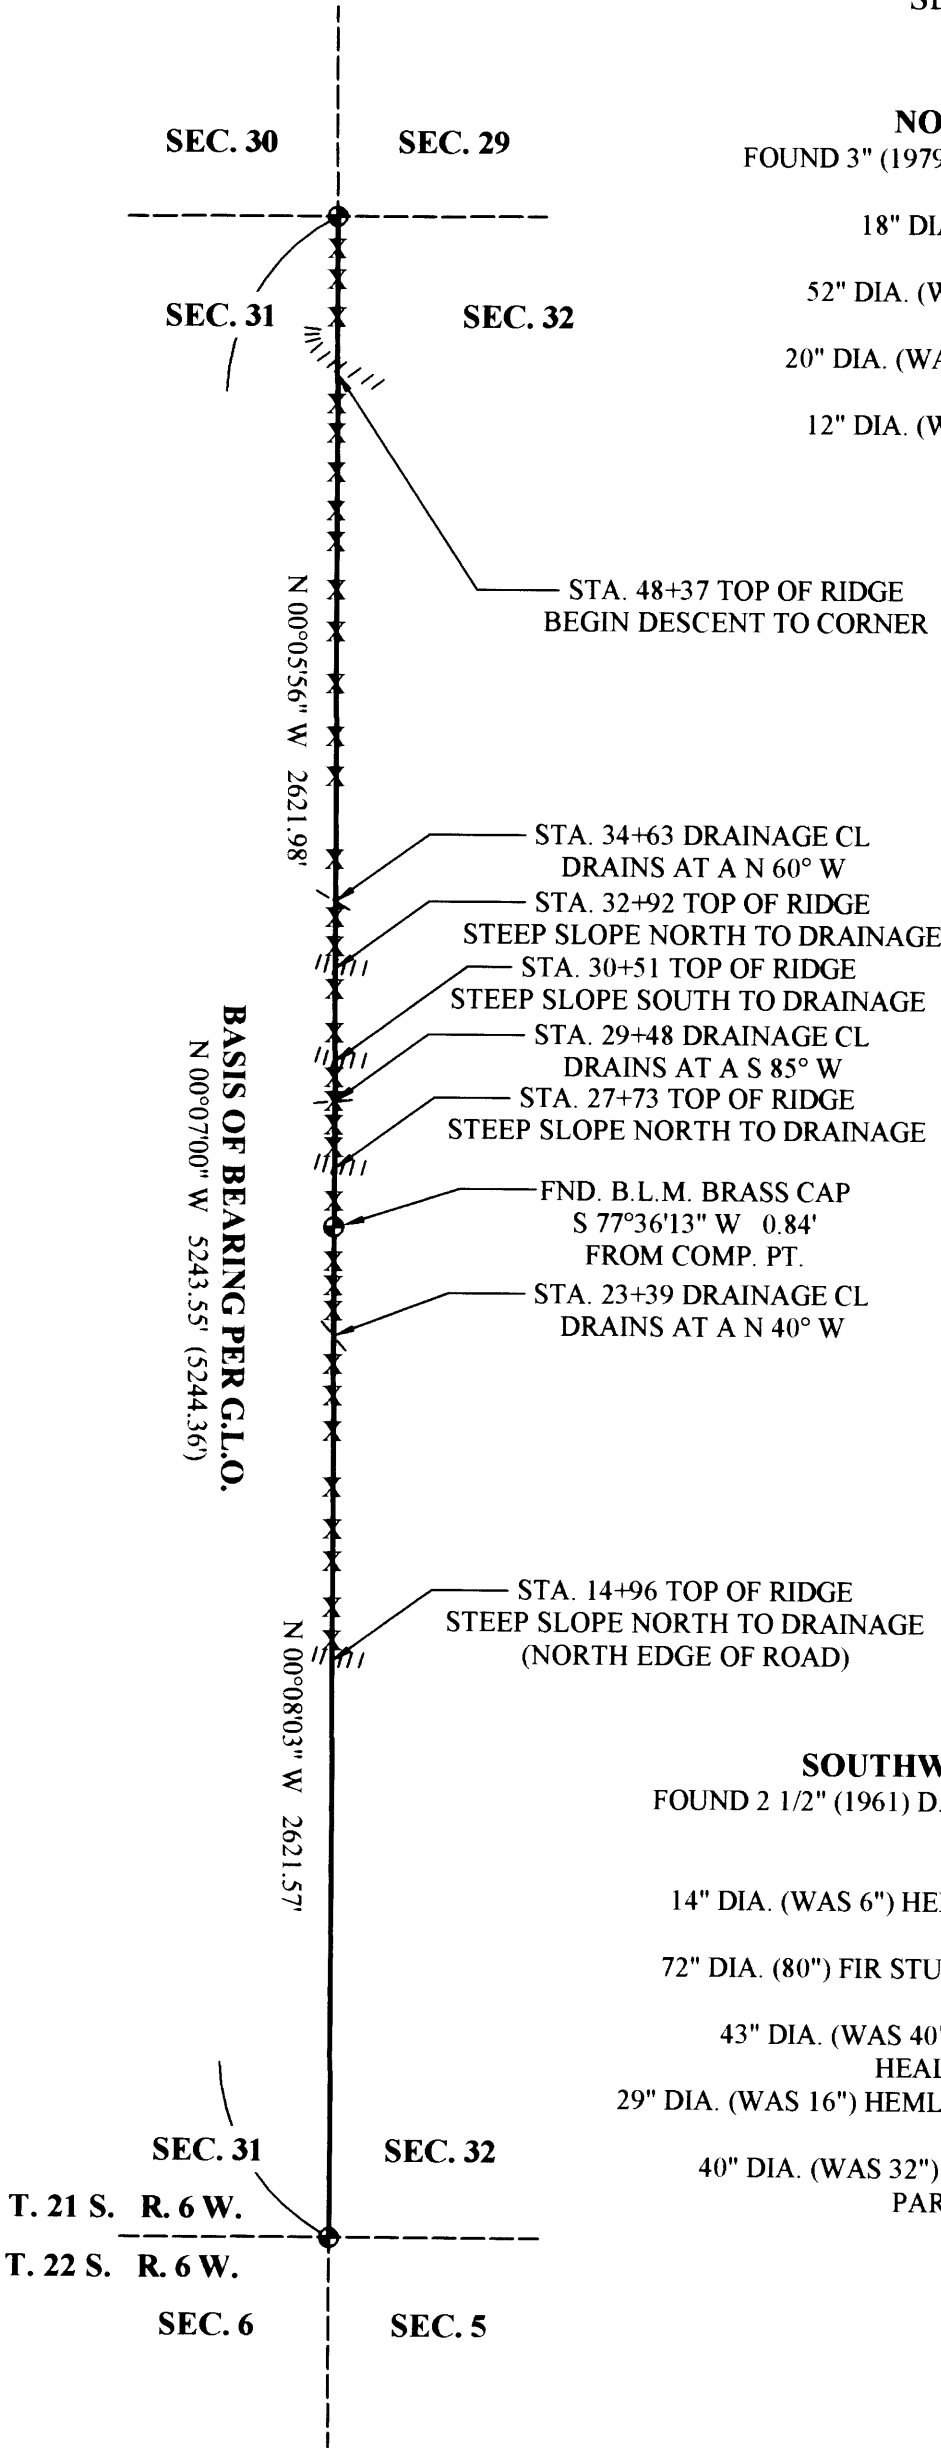 SEC. 30
SEC. 29
NO
FOUND 3" (1979
18" DIA
SEC. 31
SEC. 32
52" DIA. (W
20" DIA. (WA
12" DIA. (W
STA. 48+37 TOP OF RIDGE
BEGIN DESCENT TO CORNER
N 00°05'56" W 2621.98'
STA. 34+63 DRAINAGE CL
DRAINS AT A N 60° W
STA. 32+92 TOP OF RIDGE
STEEP SLOPE NORTH TO DRAINAGE
STA. 30+51 TOP OF RIDGE
STEEP SLOPE SOUTH TO DRAINAGE
STA. 29+48 DRAINAGE CL
DRAINS AT A S 85° W
STA. 27+73 TOP OF RIDGE
STEEP SLOPE NORTH TO DRAINAGE
BASIS OF BEARING PER G.L.O.
N 00°07'00" W 5243.55' (5244.36')
FND. B.L.M. BRASS CAP
S 77°36'13" W 0.84'
FROM COMP. PT.
STA. 23+39 DRAINAGE CL
DRAINS AT A N 40° W
STA. 14+96 TOP OF RIDGE
STEEP SLOPE NORTH TO DRAINAGE
(NORTH EDGE OF ROAD)
N 00°08'03" W 2621.57'
SOUTHW
FOUND 2 1/2" (1961) D.
14" DIA. (WAS 6") HE
72" DIA. (80") FIR STU
43" DIA. (WAS 40"
HEAL
29" DIA. (WAS 16") HEML
SEC. 31
SEC. 32
40" DIA. (WAS 32")
PAR
T. 21 S. R. 6 W.
T. 22 S. R. 6 W.
SEC. 6
SEC. 5